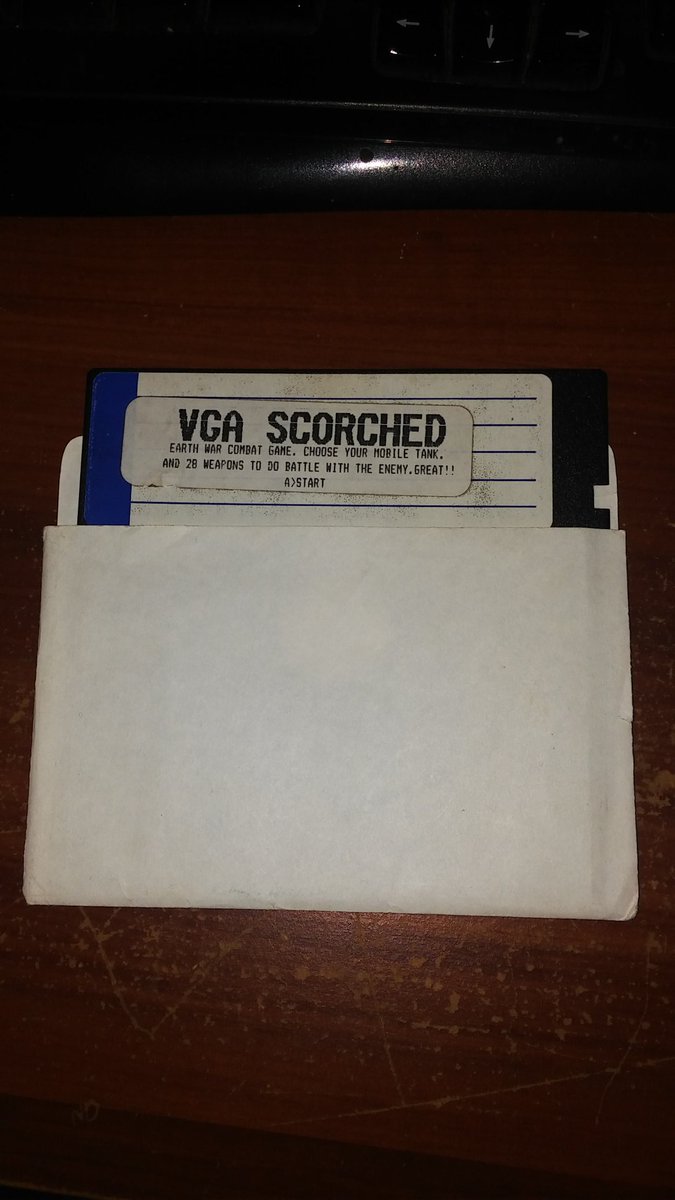 VGA SCORCHED
EARTH WAR COMBAT GAME. CHOOSE YOUR MOBILE TANK.
AND 28 WEAPONS TO DO BATTLE WITH THE ENEMY.GREAT!!
A>START